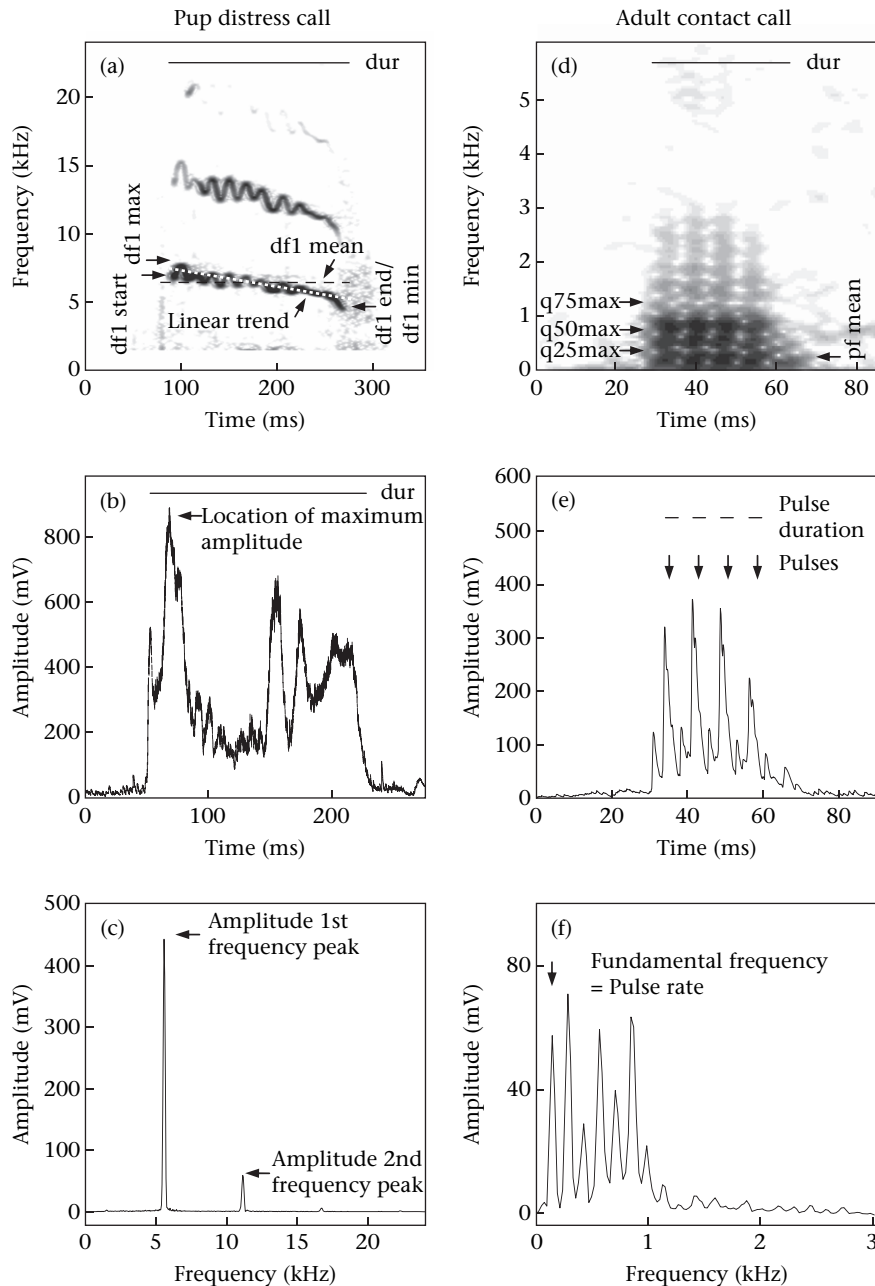 Pup distress call
Adult contact call
(a)
dur
20
15
10
5
0
Frequency (kHz)
df1 max
df1 start
df1 mean
Linear trend
df1 end/
df1 min
0
100
200
300
Time (ms)
(d)
dur
5
4
3
2
1
0
Frequency (kHz)
q75max
q50max
q25max
pf mean
0
20
40
60
80
Time (ms)
(b)
dur
Location of maximum
amplitude
800
600
400
200
0
Amplitude (mV)
0
100
200
Time (ms)
(e)
Pulse
duration
Pulses
600
500
400
300
200
100
0
Amplitude (mV)
0
20
40
60
80
Time (ms)
(c)
Amplitude 1st
frequency peak
Amplitude 2nd
frequency peak
500
400
300
200
100
0
Amplitude (mV)
0
5
10
15
20
Frequency (kHz)
(f)
Fundamental frequency
= Pulse rate
80
40
0
Amplitude (mV)
0
1
2
3
Frequency (kHz)